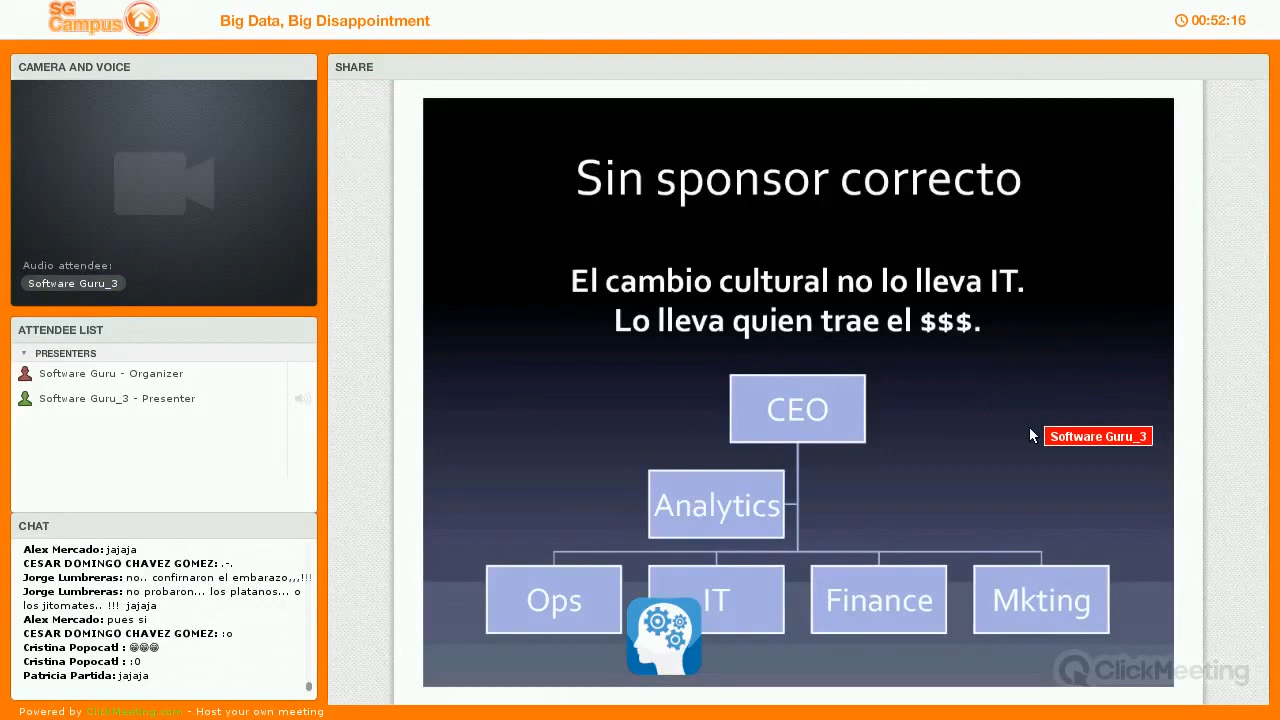 SG
Campus
Big Data, Big Disappointment
00:52:16
CAMERA AND VOICE
Audio attendee:
Software Guru_3
ATTENDEE LIST
PRESENTERS
Software Guru - Organizer
Software Guru_3 - Presenter
CHAT
Alex Mercado: jajaja
CESAR DOMINGO CHAVEZ GOMEZ: .-.
Jorge Lumbreras: no.. confirnaron el embarazo,,,!!!
Jorge Lumbreras: no probaron... los platanos... o
los jitomates.. !!! jajaja
Alex Mercado: pues si
CESAR DOMINGO CHAVEZ GOMEZ: :o
Cristina Popocatl : 😁😁😁
Cristina Popocatl : :O
Patricia Partida: jajaja
Powered by ClickMeeting.com - Host your own meeting
SHARE
Sin sponsor correcto
El cambio cultural no lo lleva IT.
Lo lleva quien trae el $$$.
CEO
Software Guru_3
Analytics
Ops
IT
Finance
Mkting
ClickMeeting